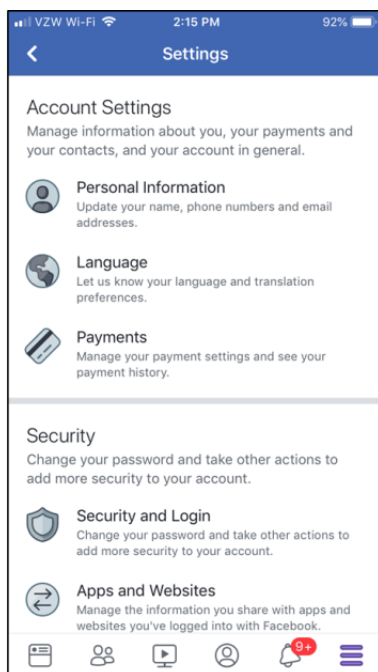 VZW Wi-Fi 2:15 PM 92%
Settings
Account Settings
Manage information about you, your payments and
your contacts, and your account in general.
Personal Information
Update your name, phone numbers and email
addresses.
Language
Let us know your language and translation
preferences.
Payments
Manage your payment settings and see your
payment history.
Security
Change your password and take other actions to
add more security to your account.
Security and Login
Change your password and take other actions to
add more security to your account.
Apps and Websites
Manage the information you share with apps and
websites you've logged into with Facebook.
9+